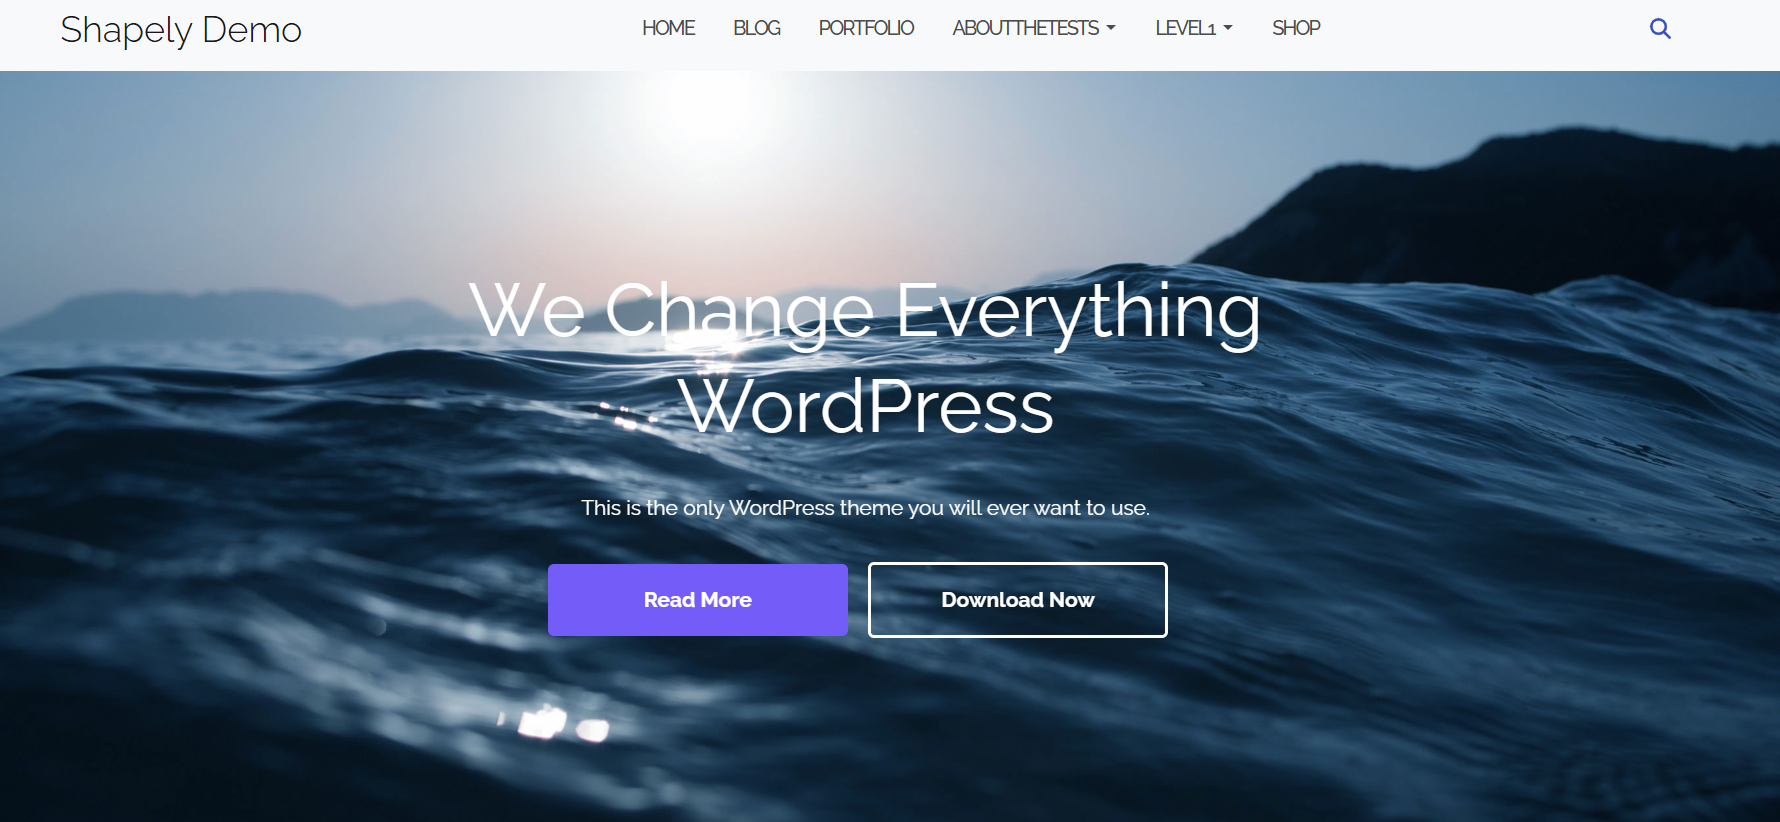 Shapely Demo
HOME BLOG PORTFOLIO ABOUTTHETESTS LEVEL1 SHOP
We Change Everything
WordPress
This is the only WordPress theme you will ever want to use.
Read More Download Now